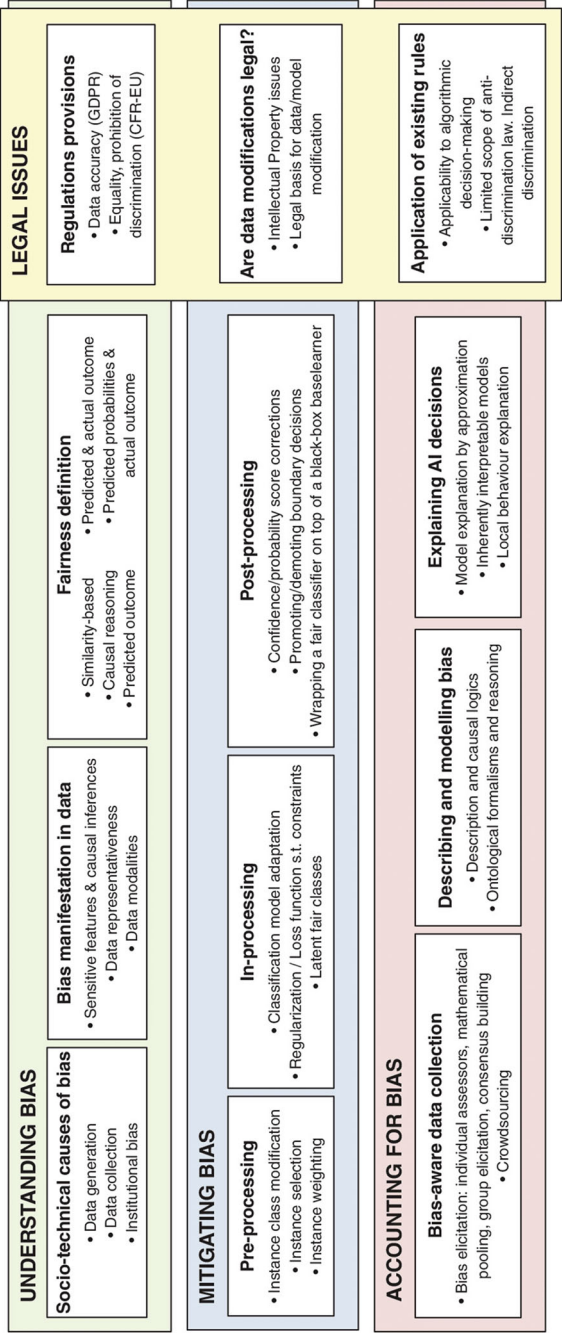 UNDERSTANDING BIAS
Socio-technical causes of bias
• Data generation
• Data collection
• Institutional bias
Bias manifestation in data
• Sensitive features & causal inferences
• Data representativeness
• Data modalities
Fairness definition
• Similarity-based
• Causal reasoning
• Predicted outcome
• Predicted & actual outcome
• Predicted probabilities &
actual outcome
MITIGATING BIAS
Pre-processing
• Instance class modification
• Instance selection
• Instance weighting
In-processing
• Classification model adaptation
• Regularization / Loss function s.t. constraints
• Latent fair classes
Post-processing
• Confidence/probability score corrections
• Promoting/demoting boundary decisions
• Wrapping a fair classifier on top of a black-box baselearner
ACCOUNTING FOR BIAS
Bias-aware data collection
• Bias elicitation: individual assessors, mathematical
pooling, group elicitation, consensus building
• Crowdsourcing
Describing and modelling bias
• Description and causal logics
• Ontological formalisms and reasoning
Explaining AI decisions
• Model explanation by approximation
• Inherently interpretable models
• Local behaviour explanation
LEGAL ISSUES
Regulations provisions
• Data accuracy (GDPR)
• Equality, prohibition of
discrimination (CFR-EU)
Are data modifications legal?
• Intellectual Property issues
• Legal basis for data/model
modification
Application of existing rules
• Applicability to algorithmic
decision-making
• Limited scope of anti-
discrimination law. Indirect
discrimination